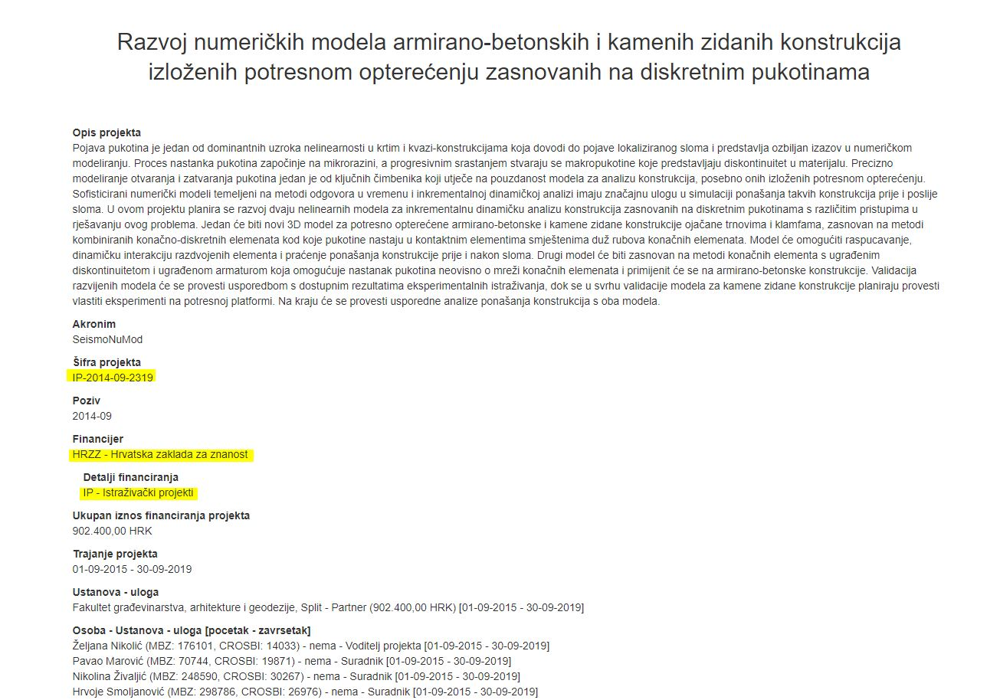 Razvoj numeričkih modela armirano-betonskih i kamenih zidanih konstrukcija
izloženih potresnom opterećenju zasnovanih na diskretnim pukotinama
Opis projekta
Pojava pukotina je jedan od dominantnih uzroka nelinearnosti u krtim i kvazi-konstrukcijama koja dovodi do pojave lokaliziranog sloma i predstavlja ozbiljan izazov u numeričkom
modeliranju. Proces nastanka pukotina započinje na mikrorazini, a progresivnim srastanjem stvaraju se makropukotine koje predstavljaju diskontinuitet u materijalu. Precizno
modeliranje otvaranja i zatvaranja pukotina jedan je od ključnih čimbenika koji utječe na pouzdanost modela za analizu konstrukcija, posebno onih izloženih potresnom opterećenju.
Sofisticirani numerički modeli temeljeni na metodi odgovora u vremenu i inkrementalnoj dinamičkoj analizi imaju značajnu ulogu u simulaciji ponašanja takvih konstrukcija prije i poslije
sloma. U ovom projektu planira se razvoj dvaju nelinearnih modela za inkrementalnu dinamičku analizu konstrukcija zasnovanih na diskretnim pukotinama s različitim pristupima u
rješavanju ovog problema. Jedan će biti novi 3D model za potresno opterećene armirano-betonske i kamene zidane konstrukcije ojačane trnovima i klamfama, zasnovan na metodi
kombiniranih konačno-diskretnih elemenata kod koje pukotine nastaju u kontaktnim elementima smještenima duž rubova konačnih elemenata. Model će omogućiti raspucavanje,
dinamičku interakciju razdvojenih elementa i praćenje ponašanja konstrukcije prije i nakon sloma. Drugi model će biti zasnovan na metodi konačnih elementa s ugrađenim
diskontinuitetom i ugrađenom armaturom koja omogućuje nastanak pukotina neovisno o mreži konačnih elemenata i primijenit će se na armirano-betonske konstrukcije. Validacija
razvijenih modela će se provesti usporedbom s dostupnim rezultatima eksperimentalnih istraživanja, dok se u svrhu validacije modela za kamene zidane konstrukcije planiraju provesti
vlastiti eksperimenti na potresnoj platformi. Na kraju će se provesti usporedne analize ponašanja konstrukcija s oba modela.
Akronim
SeismoNuMod
Šifra projekta
IP-2014-09-2319
Poziv
2014-09
Financijer
HRZZ - Hrvatska zaklada za znanost
Detalji financiranja
IP - Istraživački projekti
Ukupan iznos financiranja projekta
902.400,00 HRK
Trajanje projekta
01-09-2015 - 30-09-2019
Ustanova - uloga
Fakultet građevinarstva, arhitekture i geodezije, Split - Partner (902.400,00 HRK) [01-09-2015 - 30-09-2019]
Osoba - Ustanova - uloga [pocetak - zavrsetak]
Željana Nikolić (MBZ: 176101, CROSBI: 14033) - nema - Voditelj projekta [01-09-2015 - 30-09-2019]
Pavao Marović (MBZ: 70744, CROSBI: 19871) - nema - Suradnik [01-09-2015 - 30-09-2019]
Nikolina Živaljić (MBZ: 248590, CROSBI: 30267) - nema - Suradnik [01-09-2015 - 30-09-2019]
Hrvoje Smoljanović (MBZ: 298786, CROSBI: 26976) - nema - Suradnik [01-09-2015 - 30-09-2019]